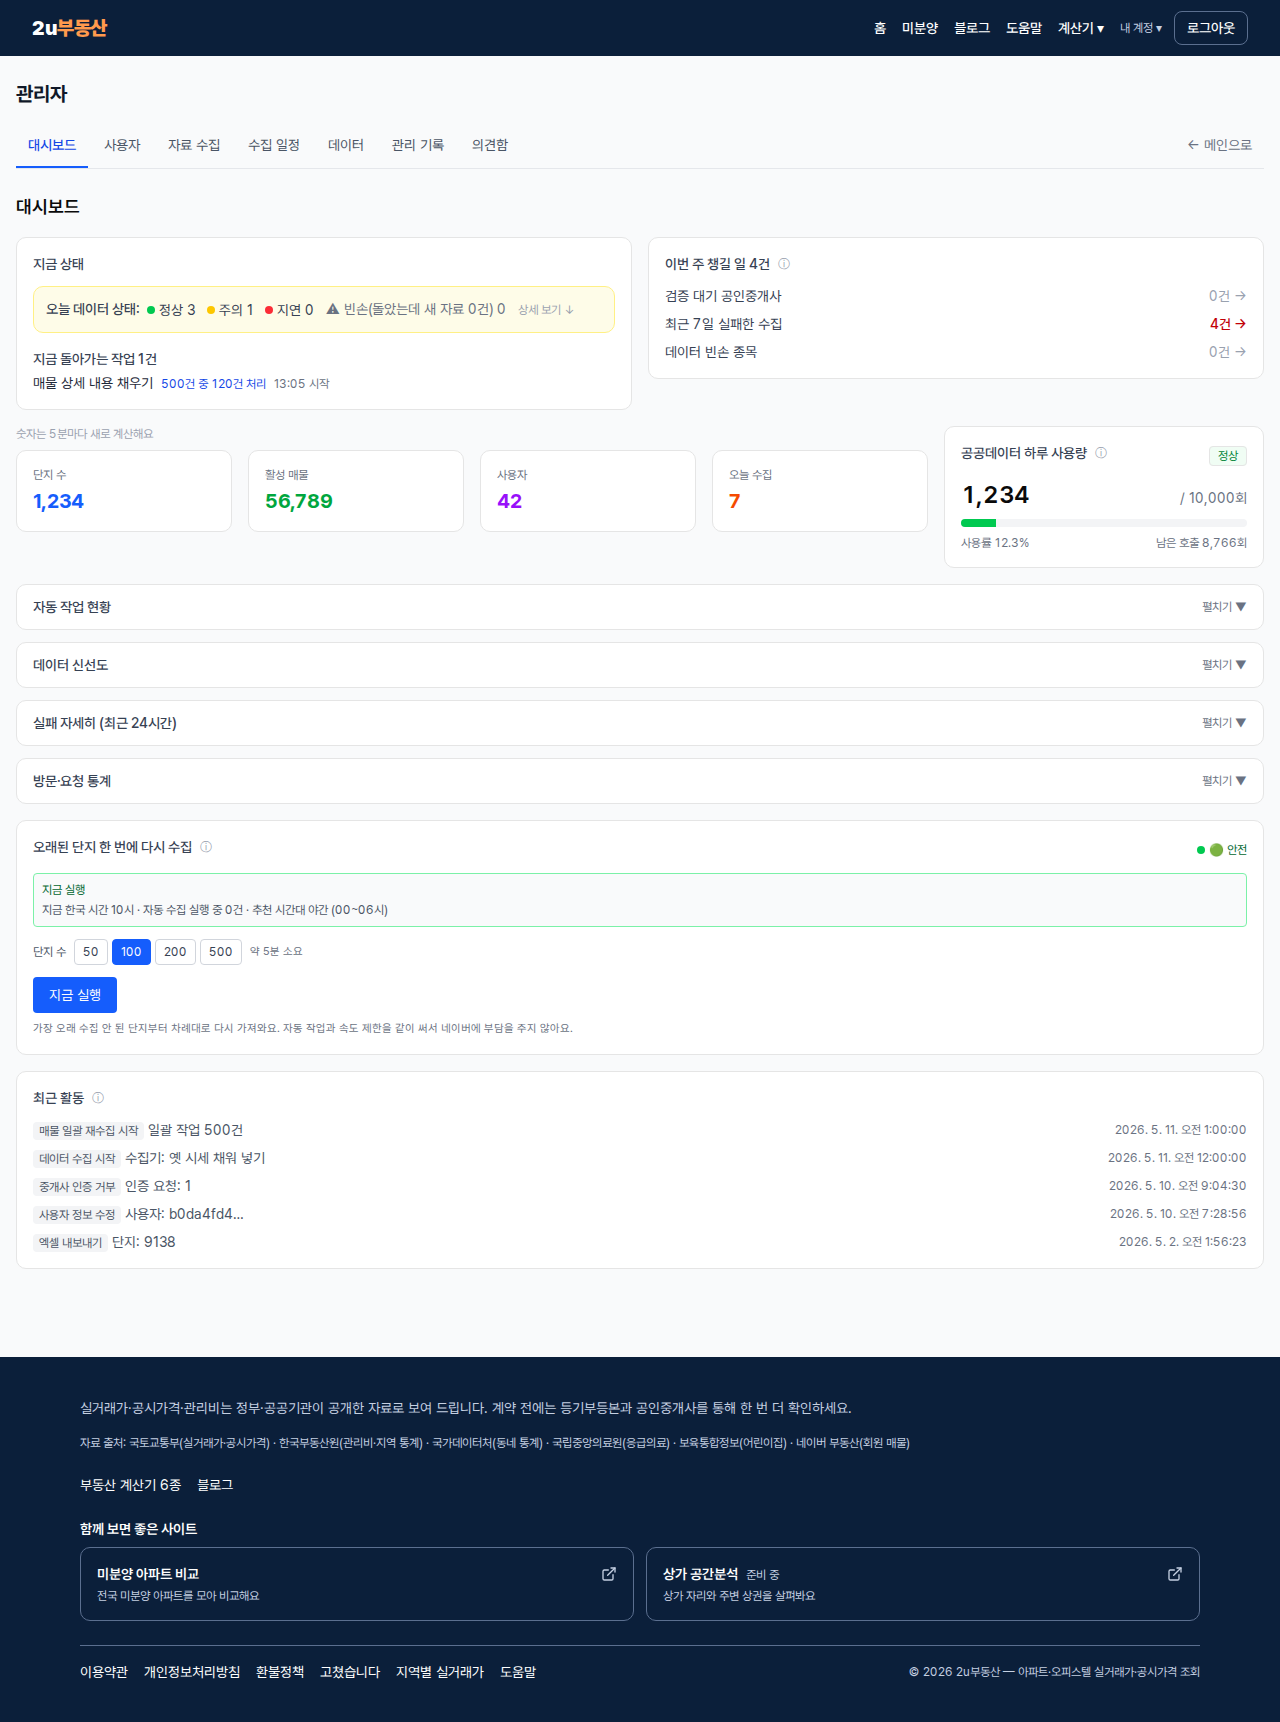 2u부동산
홈 미분양 블로그 도움말 계산기 ▾ 내 계정 ▾ 로그아웃
관리자
대시보드 사용자 자료 수집 수집 일정 데이터 관리 기록 의견함 ← 메인으로
대시보드
지금 상태
오늘 데이터 상태: 정상 3 주의 1 지연 0 ⚠ 빈손(돌았는데 새 자료 0건) 0 상세 보기 ↓
지금 돌아가는 작업 1건
매물 상세 내용 채우기 500건 중 120건 처리 13:05 시작
이번 주 챙길 일 4건 ⓘ
검증 대기 공인중개사 0건 →
최근 7일 실패한 수집 4건 →
데이터 빈손 종목 0건 →
숫자는 5분마다 새로 계산해요
단지 수
1,234
활성 매물
56,789
사용자
42
오늘 수집
7
공공데이터 하루 사용량 ⓘ 정상
1,234 / 10,000회
사용률 12.3% 남은 호출 8,766회
자동 작업 현황 펼치기 ▼
데이터 신선도 펼치기 ▼
실패 자세히 (최근 24시간) 펼치기 ▼
방문·요청 통계 펼치기 ▼
오래된 단지 한 번에 다시 수집 ⓘ 🟢 안전
지금 실행
지금 한국 시간 10시 · 자동 수집 실행 중 0건 · 추천 시간대 야간 (00~06시)
단지 수 50 100 200 500 약 5분 소요
지금 실행
가장 오래 수집 안 된 단지부터 차례대로 다시 가져와요. 자동 작업과 속도 제한을 같이 써서 네이버에 부담을 주지 않아요.
최근 활동 ⓘ
매물 일괄 재수집 시작 일괄 작업 500건 2026. 5. 11. 오전 1:00:00
데이터 수집 시작 수집기: 옛 시세 채워 넣기 2026. 5. 11. 오전 12:00:00
중개사 인증 거부 인증 요청: 1 2026. 5. 10. 오전 9:04:30
사용자 정보 수정 사용자: b0da4fd4... 2026. 5. 10. 오전 7:28:56
엑셀 내보내기 단지: 9138 2026. 5. 2. 오전 1:56:23
실거래가·공시가격·관리비는 정부·공공기관이 공개한 자료로 보여 드립니다. 계약 전에는 등기부등본과 공인중개사를 통해 한 번 더 확인하세요.
자료 출처: 국토교통부(실거래가·공시가격) · 한국부동산원(관리비·지역 통계) · 국가데이터처(동네 통계) · 국립중앙의료원(응급의료) · 보육통합정보(어린이집) · 네이버 부동산(회원 매물)
부동산 계산기 6종 블로그
함께 보면 좋은 사이트
미분양 아파트 비교
전국 미분양 아파트를 모아 비교해요
상가 공간분석 준비 중
상가 자리와 주변 상권을 살펴봐요
이용약관 개인정보처리방침 환불정책 고쳤습니다 지역별 실거래가 도움말 © 2026 2u부동산 — 아파트·오피스텔 실거래가·공시가격 조회